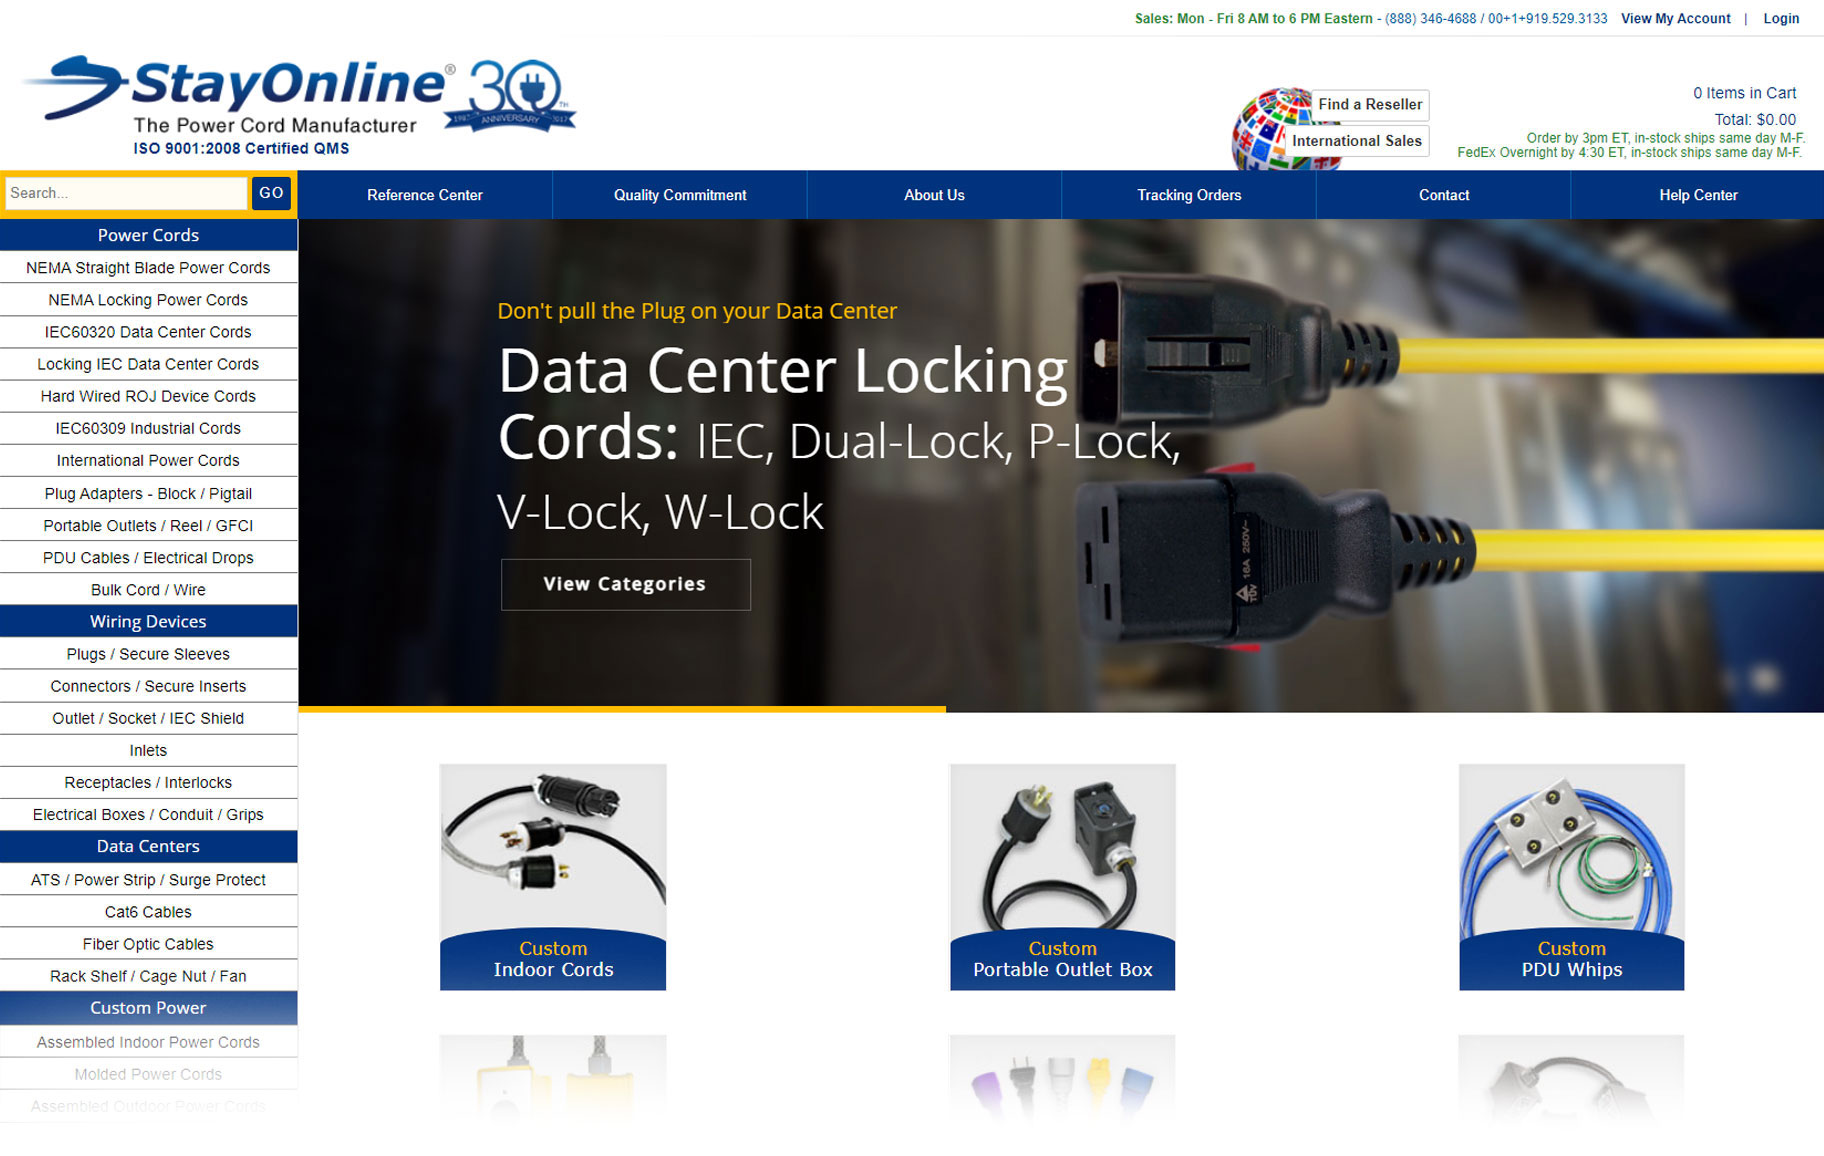 Sales: Mon - Fri 8 AM to 6 PM Eastern - (888) 346-4688 / 00+1+919.529.3133 View My Account | Login
StayOnline® 30 TH
1987 ANNIVERSARY 2017
The Power Cord Manufacturer
ISO 9001:2008 Certified QMS
Find a Reseller
International Sales
0 Items in Cart
Total: $0.00
Order by 3pm ET, in-stock ships same day M-F.
FedEx Overnight by 4:30 ET, in-stock ships same day M-F.
Search... GO
Reference Center Quality Commitment About Us Tracking Orders Contact Help Center
Power Cords
NEMA Straight Blade Power Cords
NEMA Locking Power Cords
IEC60320 Data Center Cords
Locking IEC Data Center Cords
Hard Wired ROJ Device Cords
IEC60309 Industrial Cords
International Power Cords
Plug Adapters - Block / Pigtail
Portable Outlets / Reel / GFCI
PDU Cables / Electrical Drops
Bulk Cord / Wire
Wiring Devices
Plugs / Secure Sleeves
Connectors / Secure Inserts
Outlet / Socket / IEC Shield
Inlets
Receptacles / Interlocks
Electrical Boxes / Conduit / Grips
Data Centers
ATS / Power Strip / Surge Protect
Cat6 Cables
Fiber Optic Cables
Rack Shelf / Cage Nut / Fan
Custom Power
Assembled Indoor Power Cords
Molded Power Cords
Assembled Outdoor Power Cords
Don't pull the Plug on your Data Center
Data Center Locking
Cords: IEC, Dual-Lock, P-Lock,
V-Lock, W-Lock
View Categories
16A 250V~
TÜV
Custom
Indoor Cords
Custom
Portable Outlet Box
Custom
PDU Whips